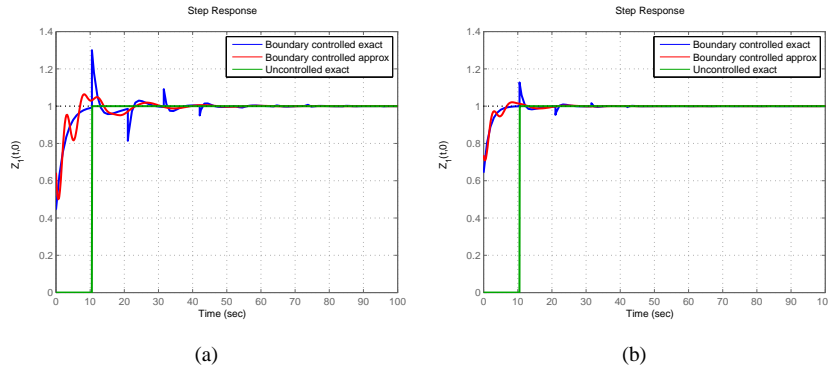 Step Response
1.4
1.2
1
0.8
0.6
0.4
0.2
0
Z1(t,0)
Boundary controlled exact
Boundary controlled approx
Uncontrolled exact
0 10 20 30 40 50 60 70 80 90 100
Time (sec)
(a)
Step Response
1.4
1.2
1
0.8
0.6
0.4
0.2
0
Z1(t,0)
Boundary controlled exact
Boundary controlled approx
Uncontrolled exact
0 10 20 30 40 50 60 70 80 90 100
Time (sec)
(b)